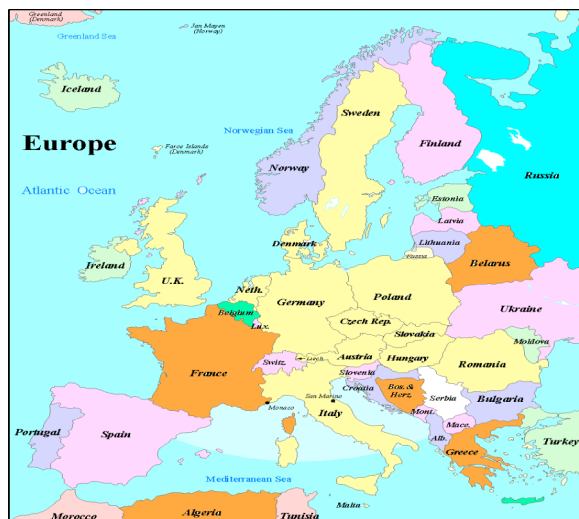 Greenland
(Denmark)
Jan Mayen
(Norway)
Greenland Sea
Iceland
Sweden
Norwegian Sea
Europe
Faroe Islands
(Denmark)
Finland
Norway
Russia
Atlantic Ocean
Estonia
Latvia
Denmark
Lithuania
Russia
Ireland
Belarus
U.K.
Neth.
Germany
Poland
Belgium
Ukraine
Lux.
Czech Rep.
Slovakia
Moldova
Switz.
Liech.
Austria
Hungary
France
Slovenia
Romania
Croatia
Bos. &
Herz.
Serbia
San Marino
Monaco
Italy
Mont.
Bulgaria
Portugal
Spain
Mace.
Alb.
Turkey
Greece
Mediterranean Sea
Malta
Morocco
Algeria
Tunisia